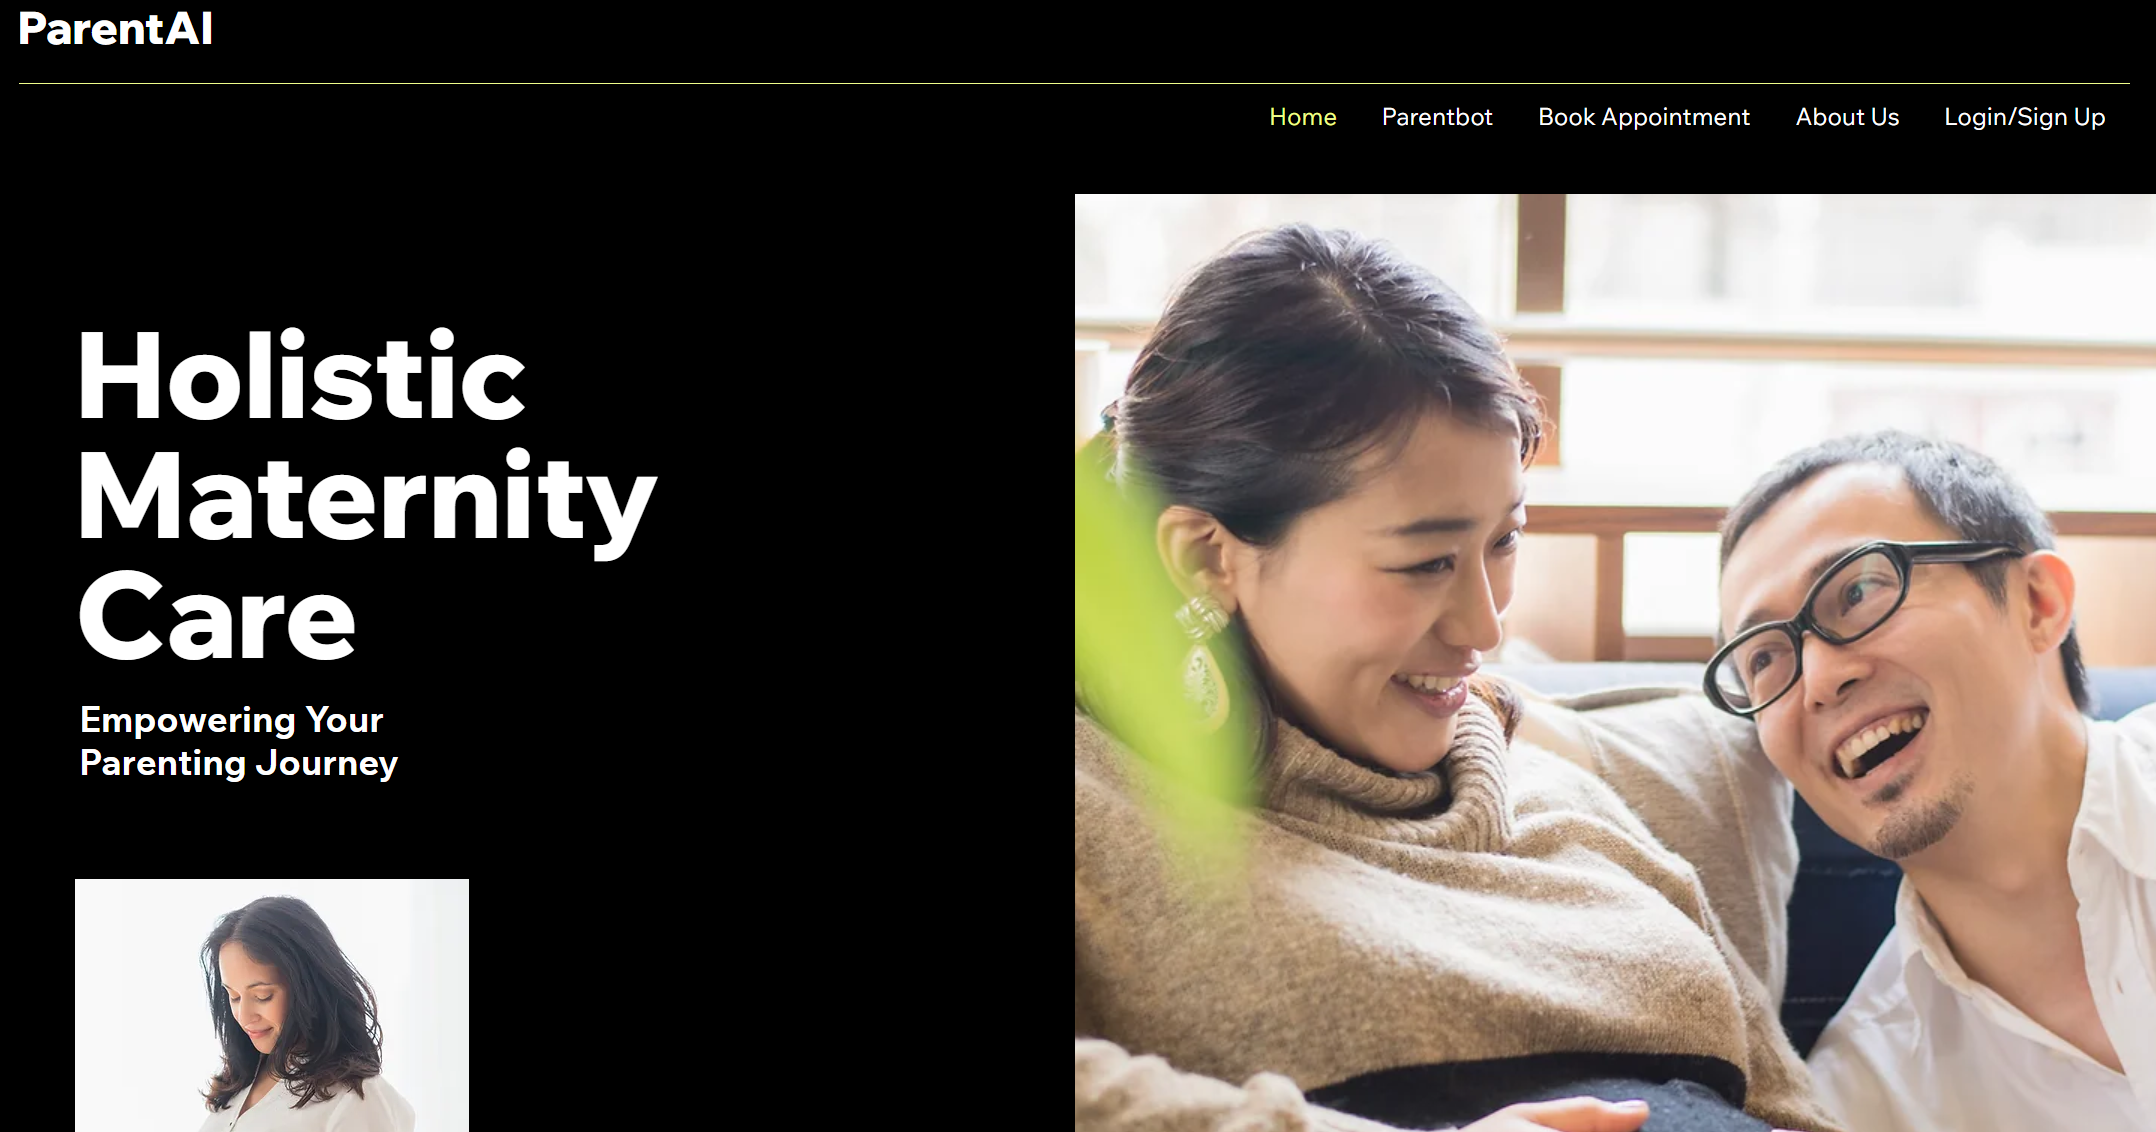 ParentAI
Home Parentbot Book Appointment About Us Login/Sign Up
Holistic
Maternity
Care
Empowering Your
Parenting Journey